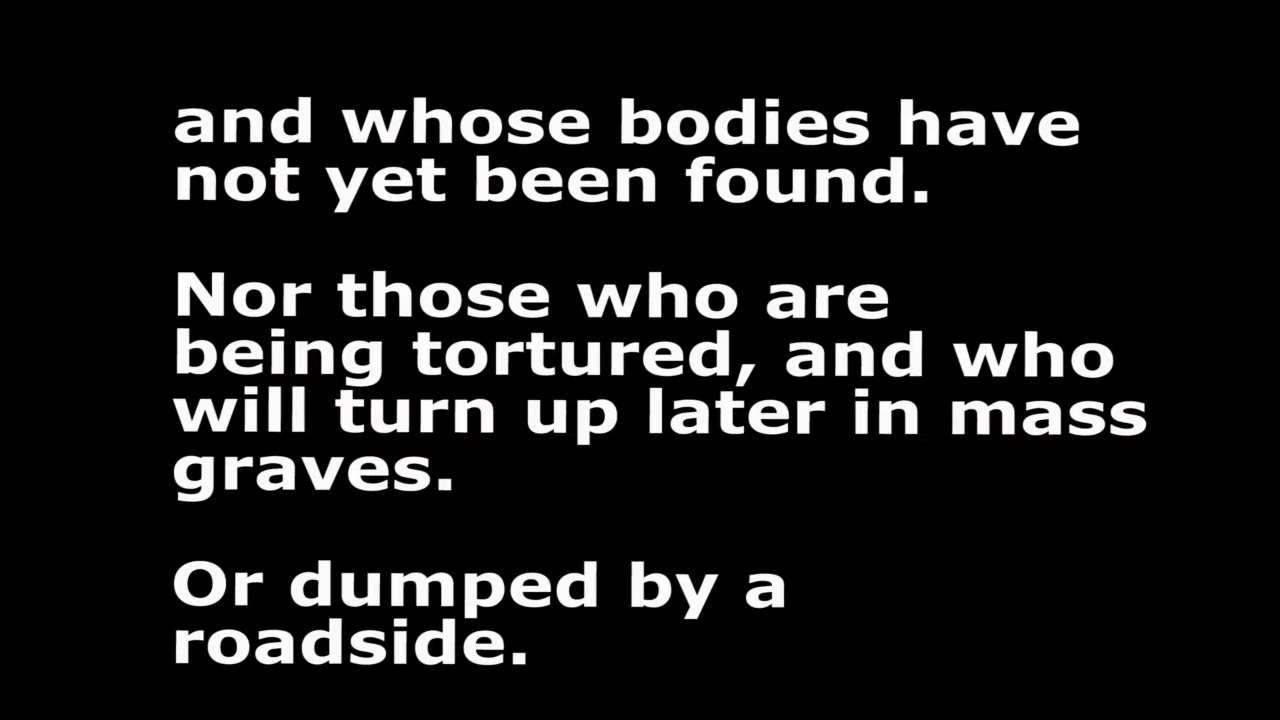 and whose bodies have
not yet been found.
Nor those who are
being tortured, and who
will turn up later in mass
graves.
Or dumped by a
roadside.